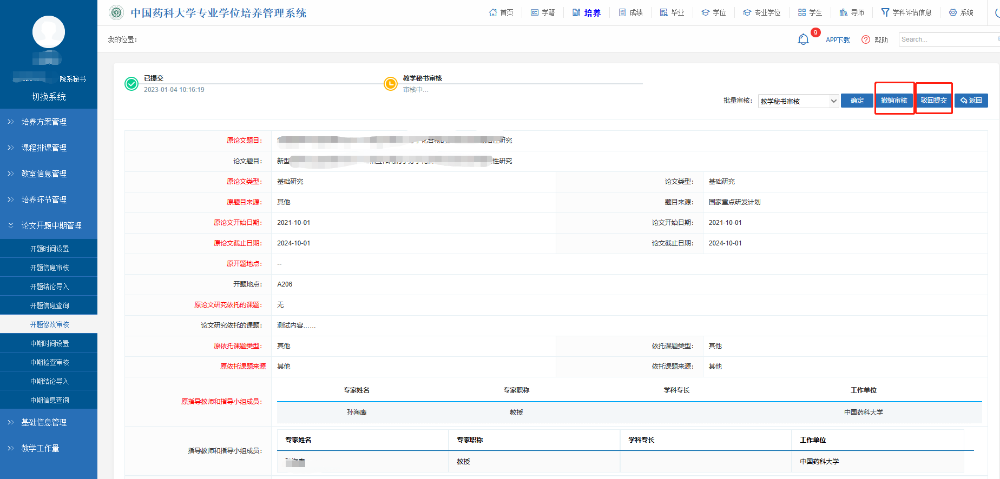 中国药科大学专业学位培养管理系统
首页 学籍 培养 成绩 毕业 学位 专业学位 学生 导师 学科评估信息 系统
我的位置：
9 APP下载 帮助 Search...
院系秘书
切换系统
培养方案管理
课程排课管理
教室信息管理
培养环节管理
论文开题中期管理
开题时间设置
开题信息审核
开题结论导入
开题信息查询
开题修改审核
中期时间设置
中期检查审核
中期结论导入
中期信息查询
基础信息管理
教学工作量
已提交
2023-01-04 10:16:19
教学秘书审核
审核中...
批量审核： 教学秘书审核 确定 撤销审核 驳回提交 返回
原论文题目： 研究
论文题目： 新型 性研究
原论文类型： 基础研究 论文类型： 基础研究
原题目来源： 其他 题目来源： 国家重点研发计划
原论文开始日期： 2021-10-01 论文开始日期： 2021-10-01
原论文截止日期： 2024-10-01 论文截止日期： 2024-10-01
原开题地点： --
开题地点： A206
原论文研究依托的课题： 无
论文研究依托的课题： 测试内容……
原依托课题类型： 其他 依托课题类型： 其他
原依托课题来源 其他 依托课题来源： 其他
原指导教师和指导小组成员：
专家姓名 专家职称 学科专长 工作单位
孙海鹰 教授 中国药科大学
指导教师和指导小组成员：
专家姓名 专家职称 学科专长 工作单位
教授 中国药科大学